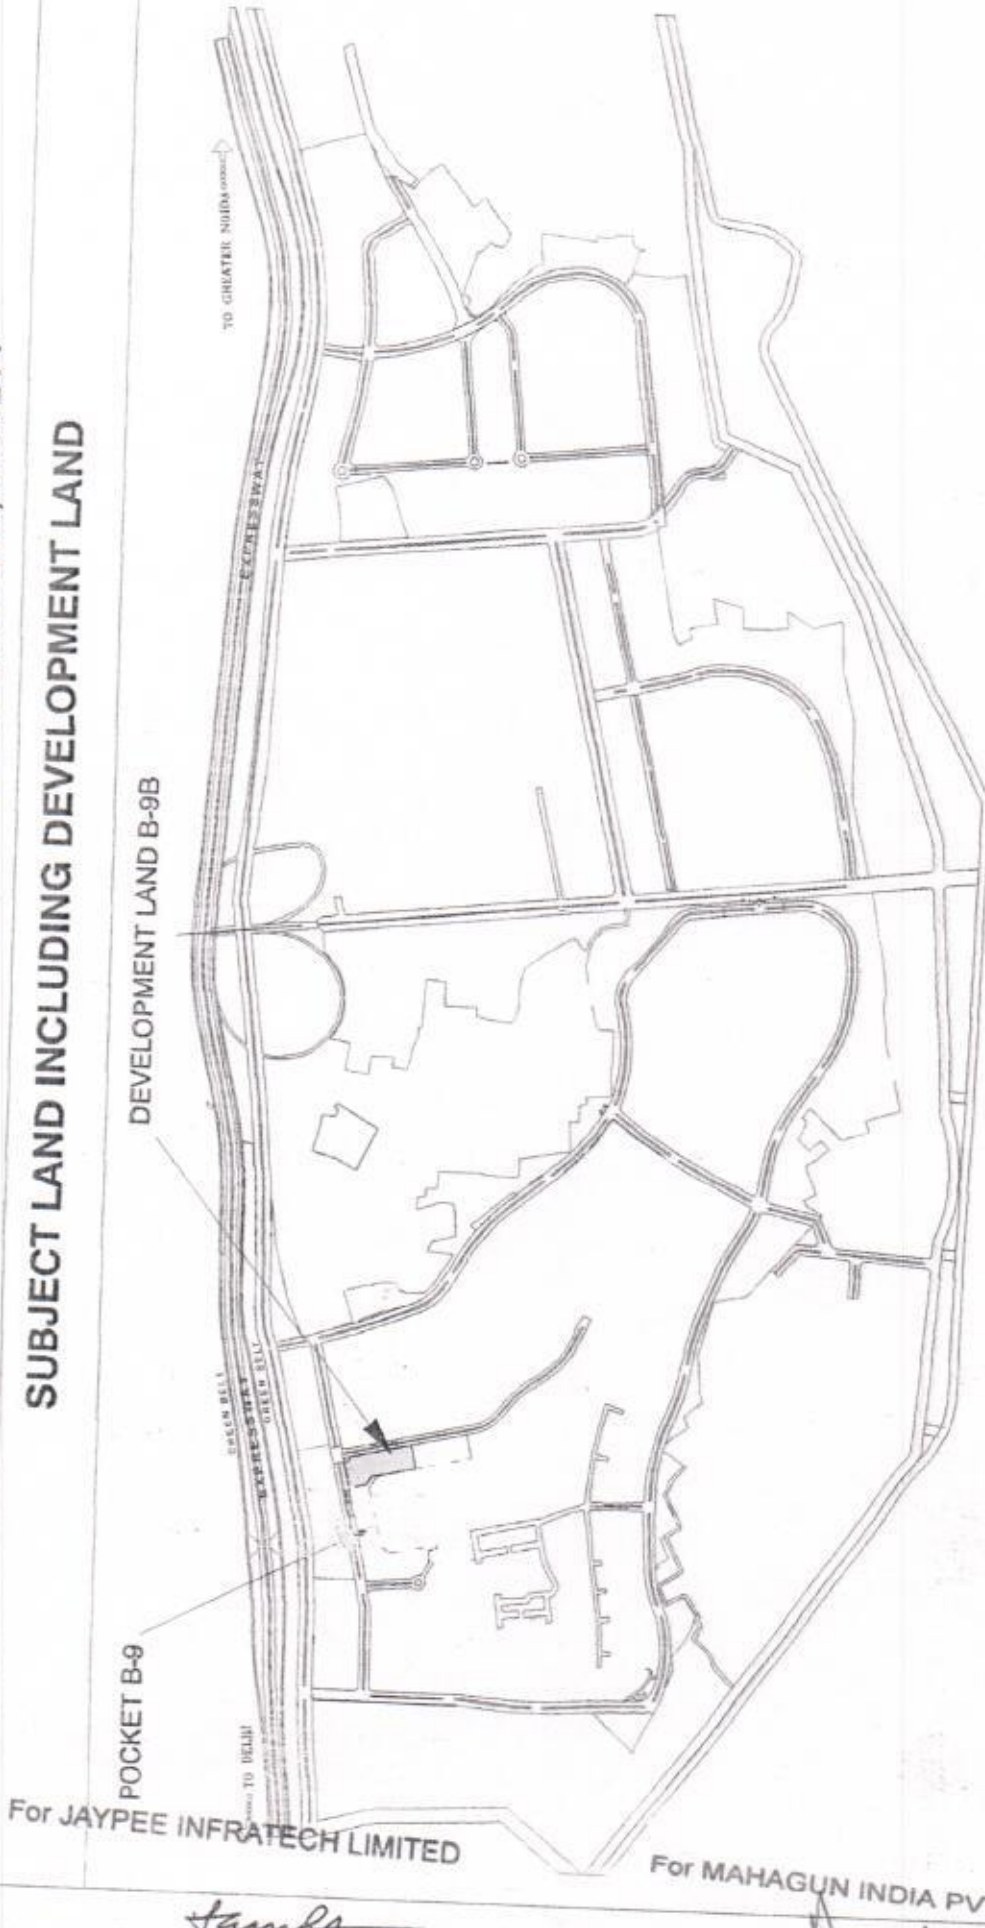 SUBJECT LAND INCLUDING DEVELOPMENT LAND
DEVELOPMENT LAND B-9B
POCKET B-9
TO GREATER NOIDA
EXPRESSWAY
GREEN BELT
EXPRESSWAY
GREEN BELT
TO DELHI
For JAYPEE INFRATECH LIMITED
For MAHAGUN INDIA PV